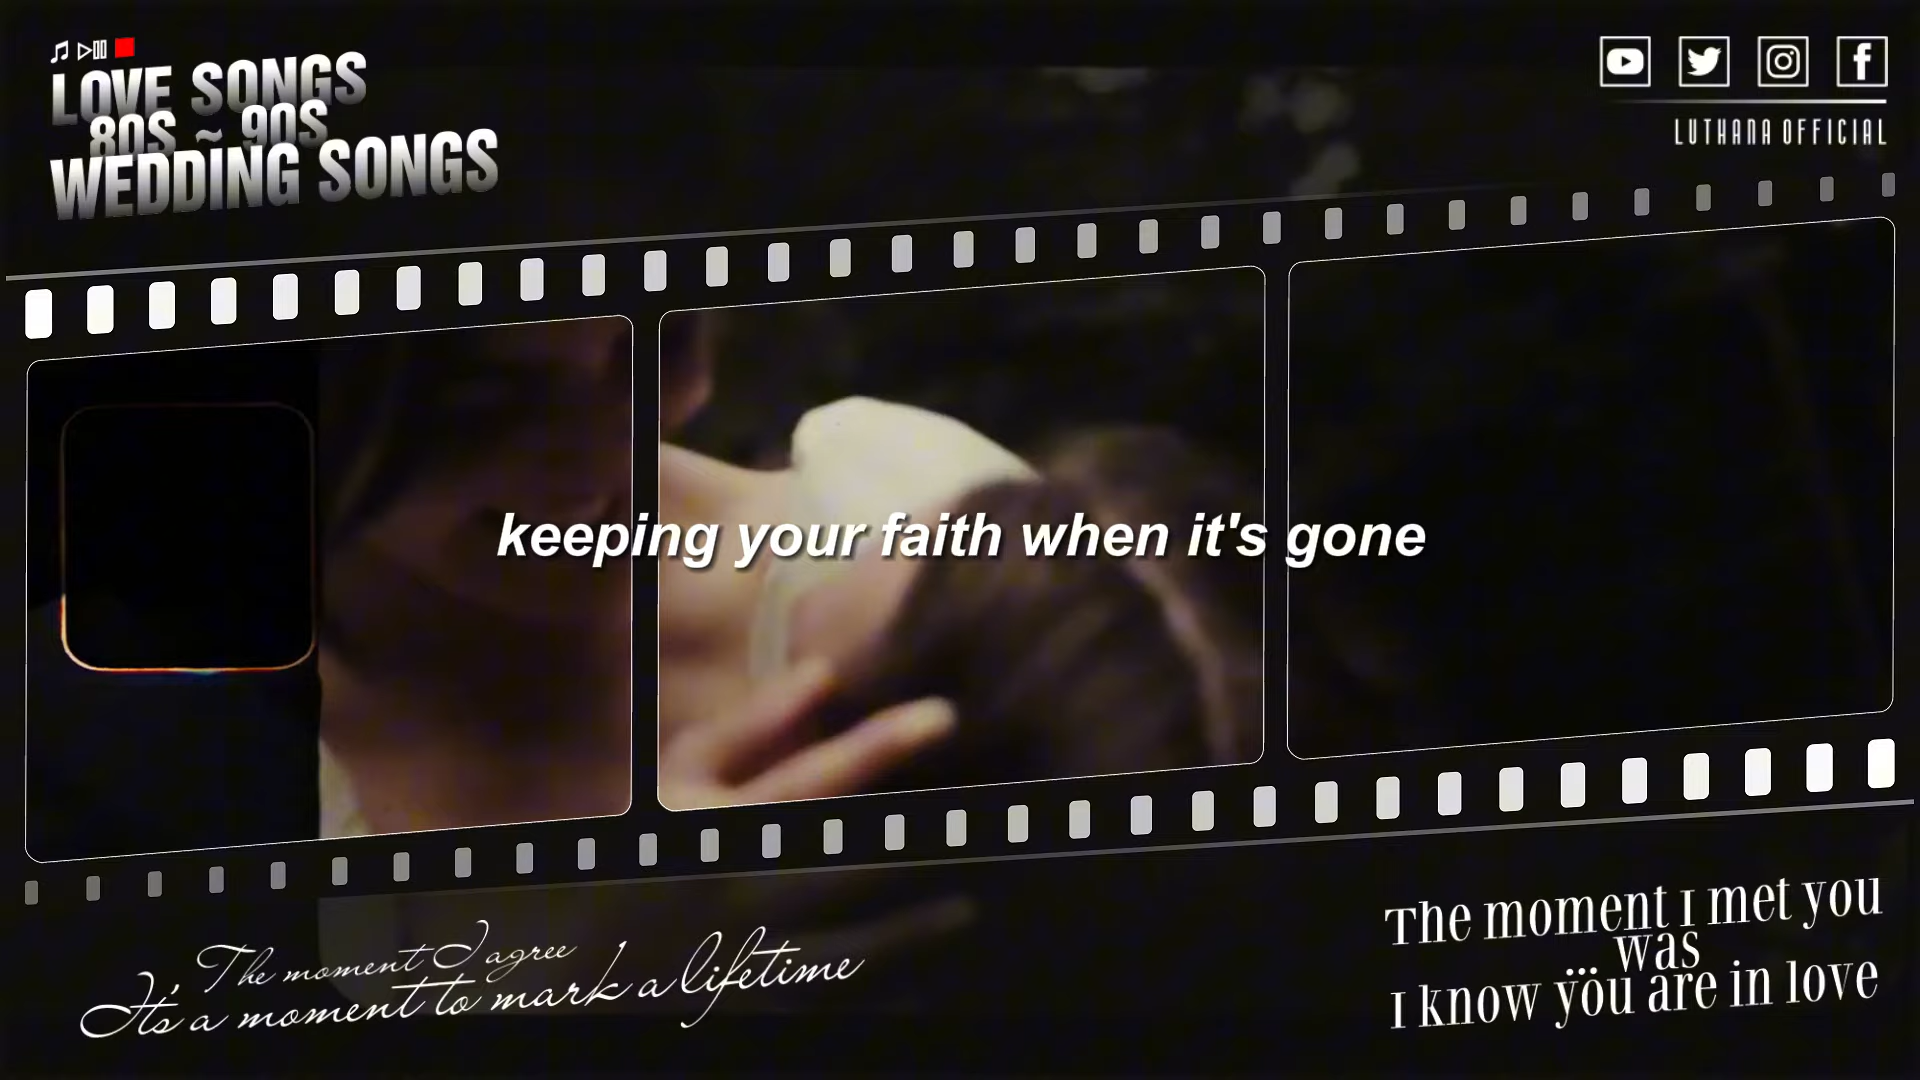 LOVE SONGS
80S ~ 90S
WEDDING SONGS
LUTHANA OFFICIAL
keeping your faith when it's gone
The moment I agree
It's a moment to mark a lifetime
The moment I met you
was
I know you are in love